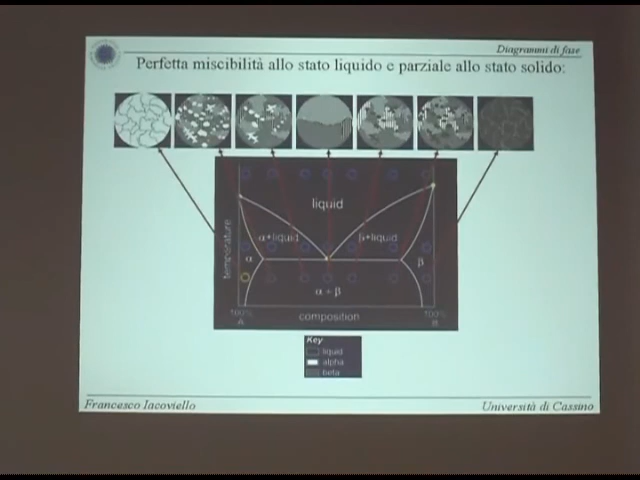 Diagrammi di fase
Perfetta miscibilità allo stato liquido e parziale allo stato solido:
liquid
α+liquid
β+liquid
α
β
α + β
temperature
100%
A
composition
100%
B
Key
liquid
alpha
beta
Francesco Iacoviello
Università di Cassino